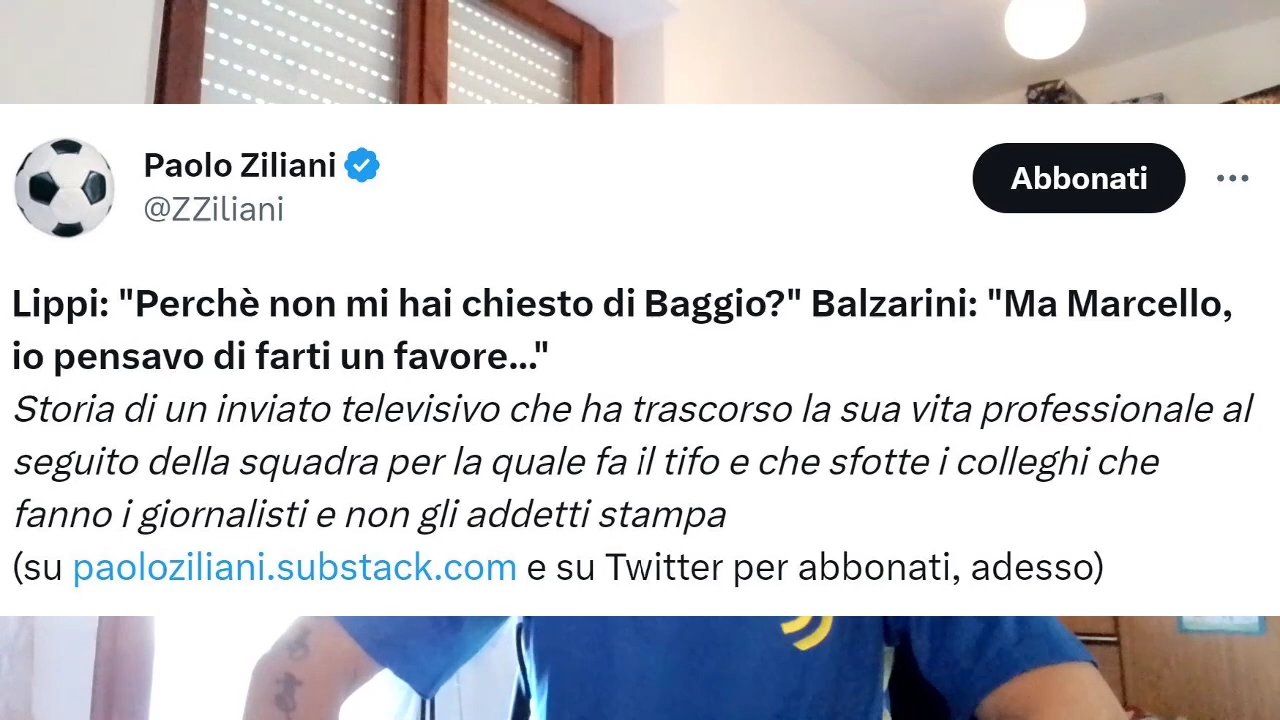 Paolo Ziliani
@ZZiliani
Abbonati
Lippi: "Perchè non mi hai chiesto di Baggio?" Balzarini: "Ma Marcello,
io pensavo di farti un favore..."
Storia di un inviato televisivo che ha trascorso la sua vita professionale al
seguito della squadra per la quale fa il tifo e che sfotte i colleghi che
fanno i giornalisti e non gli addetti stampa
(su paoloziliani.substack.com e su Twitter per abbonati, adesso)